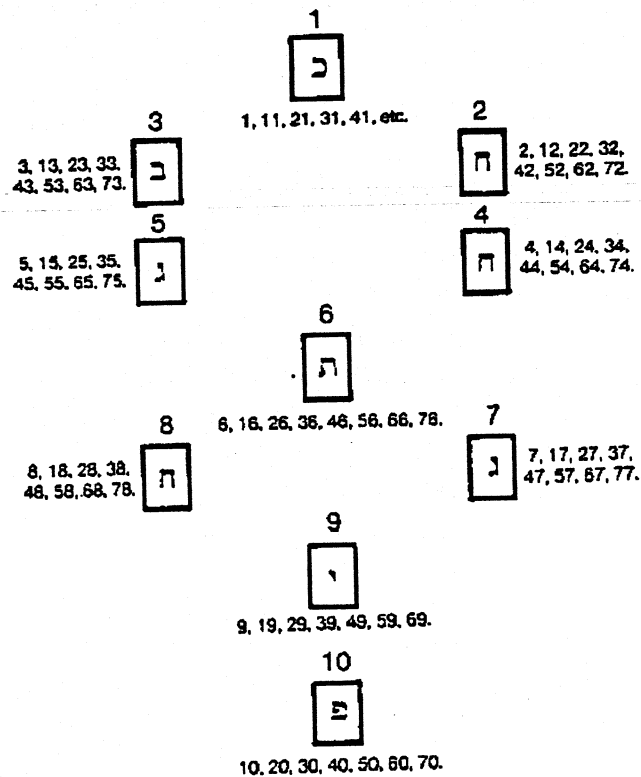 1
כ
1, 11, 21, 31, 41, etc.
2
ח
2, 12, 22, 32,
42, 52, 62, 72.
3
ב
3, 13, 23, 33.
43, 53, 63, 73.
4
ח
4, 14, 24, 34,
44, 54, 64, 74.
5
ג
5, 15, 25, 35.
45, 55, 65, 75.
6
ת
6, 16, 26, 36, 46, 56, 66, 76.
7
נ
7, 17, 27, 37,
47, 57, 67, 77.
8
ת
8, 18, 28, 38,
48, 58, 68, 78.
9
י
9, 19, 29, 39, 49, 59, 69.
10
פ
10, 20, 30, 40, 50, 60, 70.